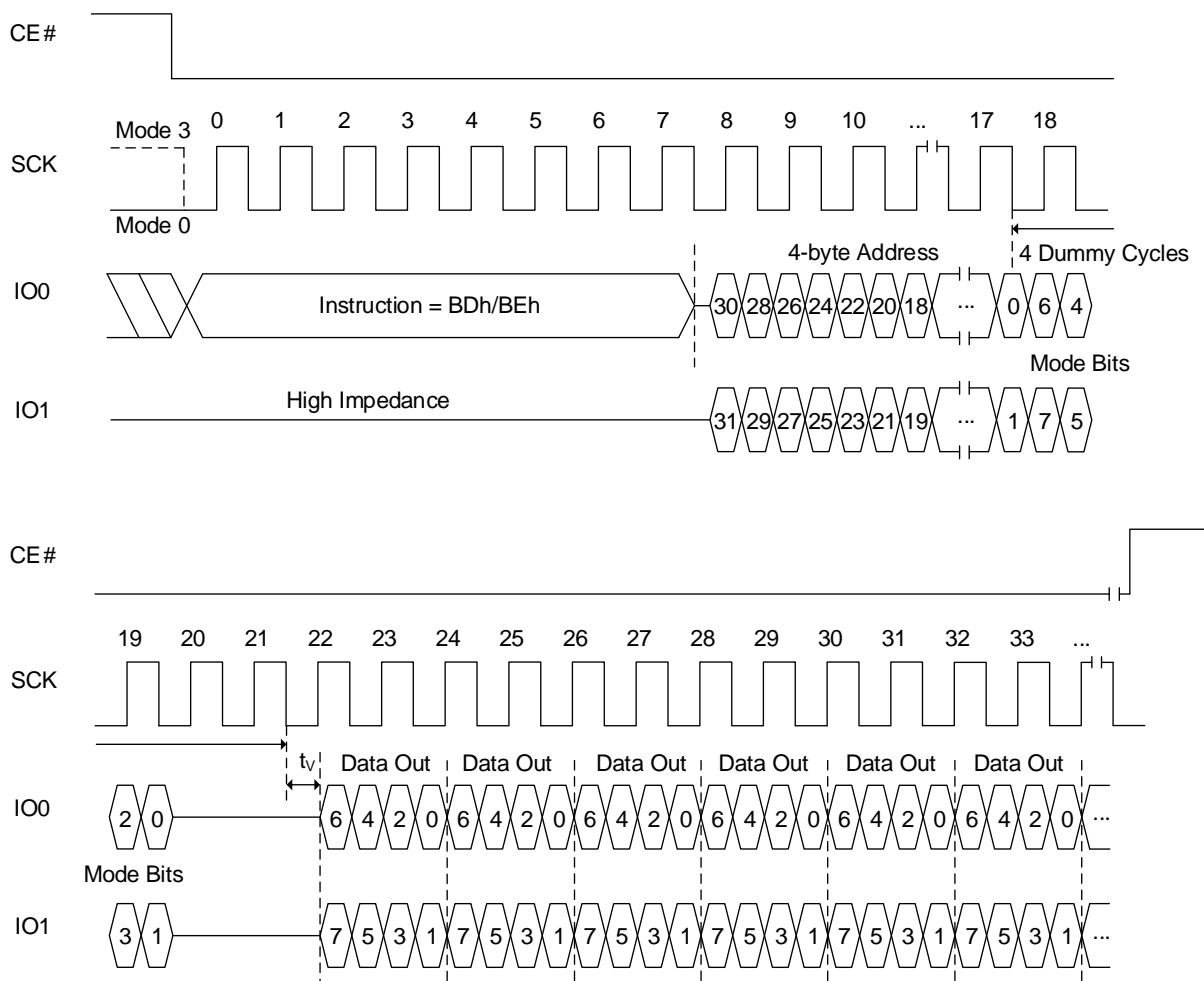 CE#
0 1 2 3 4 5 6 7 8 9 10 ... 17 18
Mode 3
SCK
Mode 0
4-byte Address 4 Dummy Cycles
IO0 Instruction = BDh/BEh 30 28 26 24 22 20 18 ... 0 6 4
Mode Bits
IO1 High Impedance 31 29 27 25 23 21 19 ... 1 7 5
CE#
19 20 21 22 23 24 25 26 27 28 29 30 31 32 33 ...
SCK
tV Data Out Data Out Data Out Data Out Data Out Data Out
IO0 2 0 6 4 2 0 6 4 2 0 6 4 2 0 6 4 2 0 6 4 2 0 6 4 2 0 ...
Mode Bits
IO1 3 1 7 5 3 1 7 5 3 1 7 5 3 1 7 5 3 1 7 5 3 1 7 5 3 1 ...